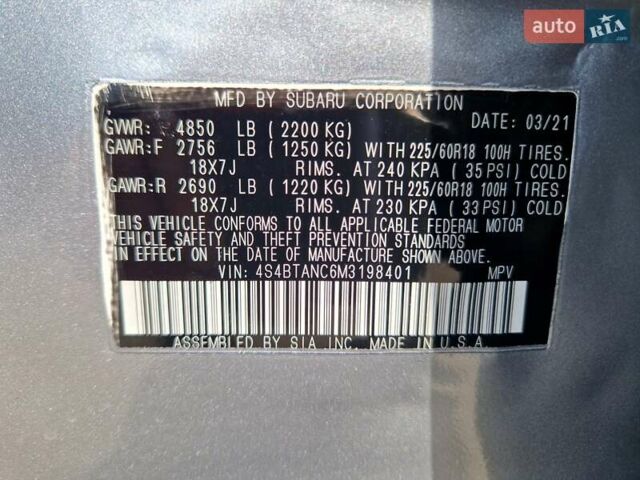 auto RIA .com
MFD BY SUBARU CORPORATION
GVWR: 4850 LB (2200 KG) DATE: 03/21
GAWR:F 2756 LB (1250 KG) WITH 225/60R18 100H TIRES.
18X7J RIMS. AT 240 KPA (35 PSI) COLD
GAWR:R 2690 LB (1220 KG) WITH 225/60R18 100H TIRES.
18X7J RIMS. AT 230 KPA (33 PSI) COLD
THIS VEHICLE CONFORMS TO ALL APPLICABLE FEDERAL MOTOR
VEHICLE SAFETY AND THEFT PREVENTION STANDARDS
IN EFFECT ON THE DATE OF MANUFACTURE SHOWN ABOVE.
VIN: 4S4BTANC6M3198401 MPV
ASSEMBLED BY SIA INC. MADE IN U.S.A